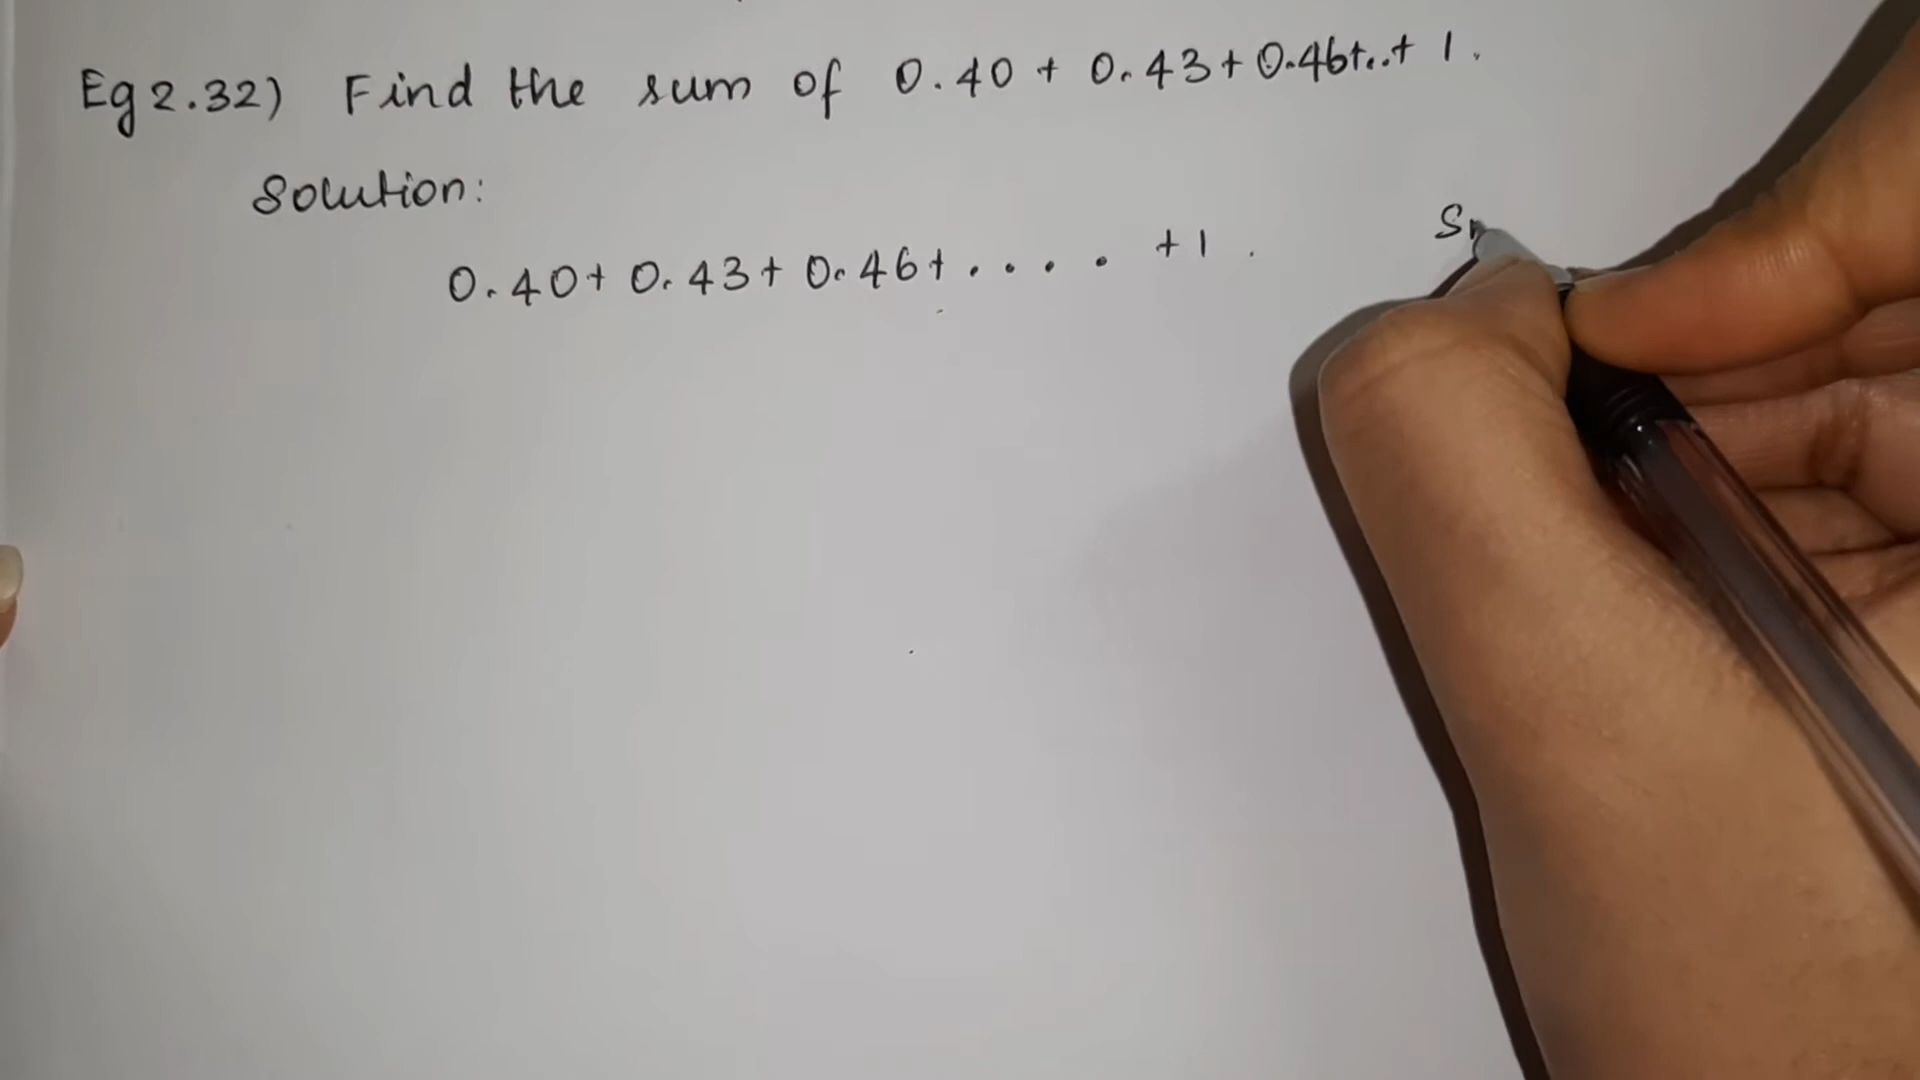 Eg 2.32) Find the sum of 0.40 + 0.43 + 0.46+...+ 1.
Solution:
0.40 + 0.43 + 0.46 + . . . . +1 .